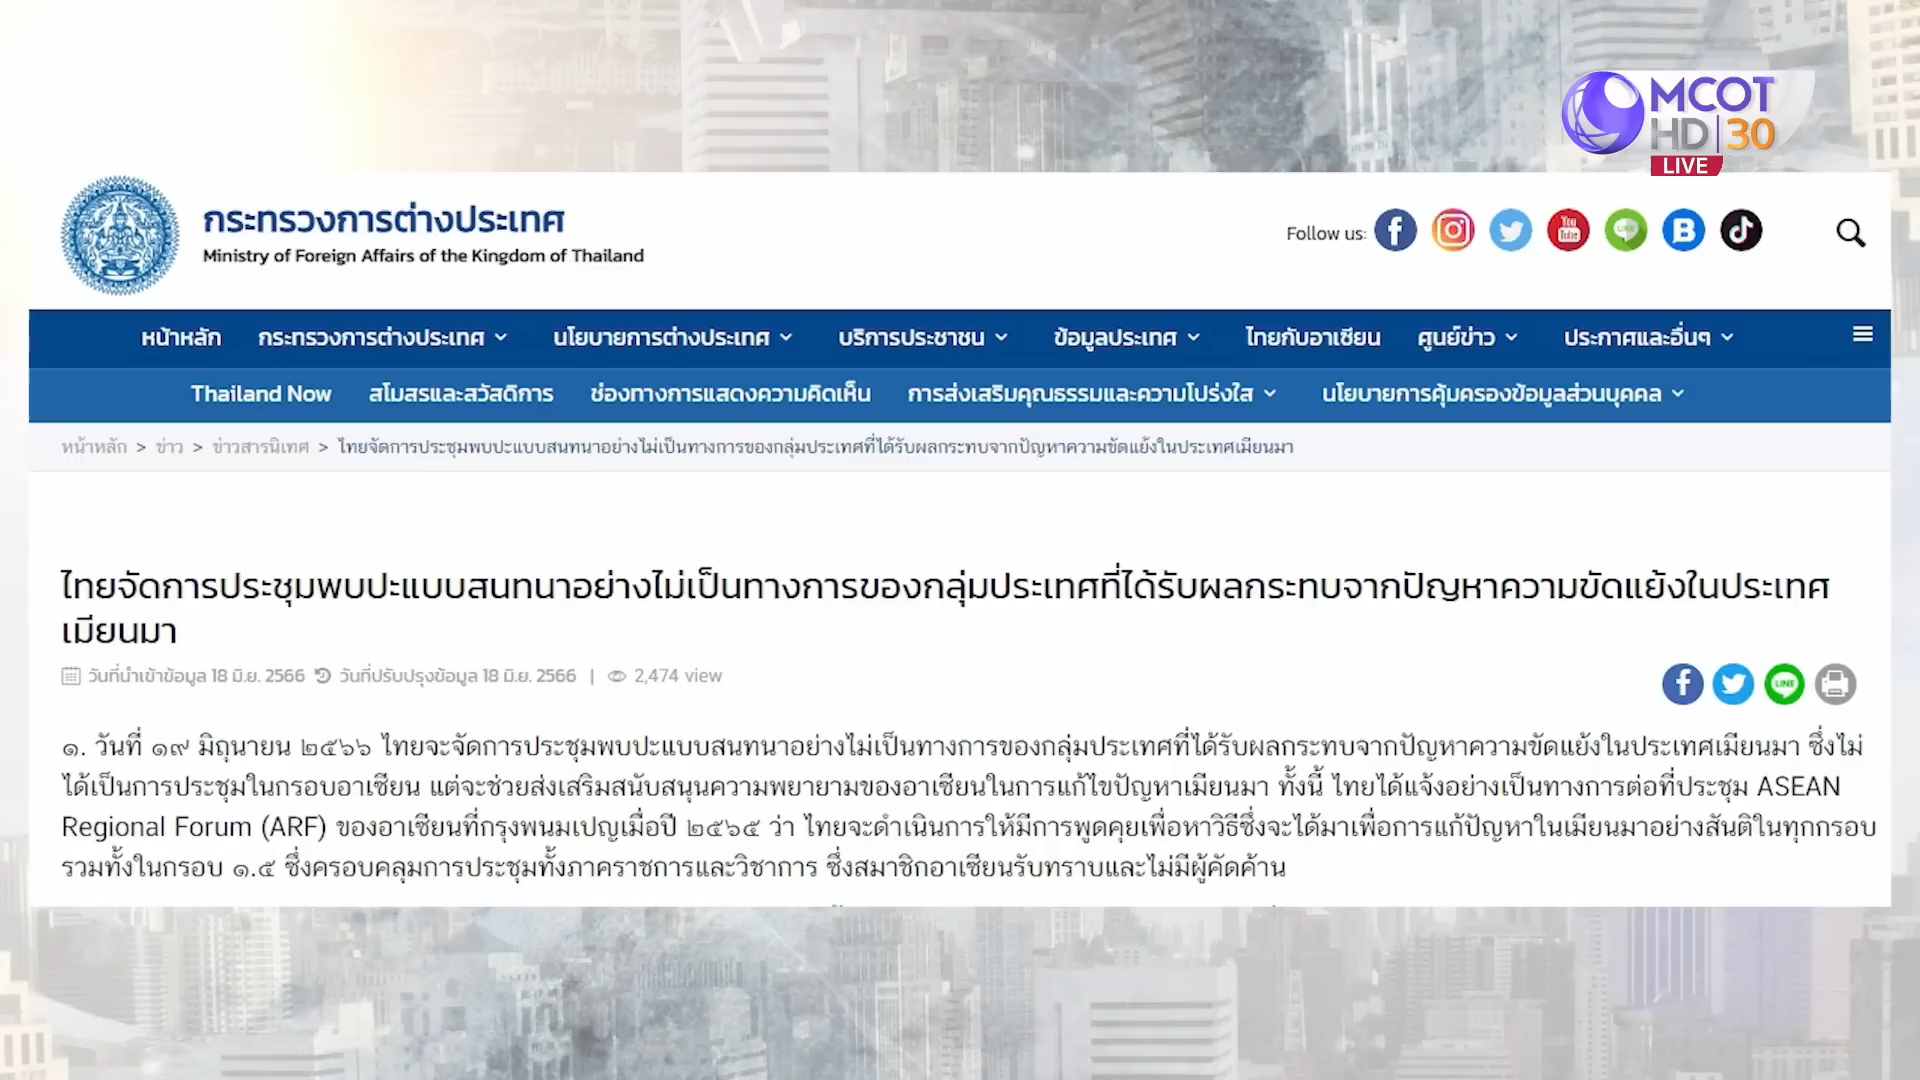 MCOT
HD 30
LIVE
กระทรวงการต่างประเทศ
Ministry of Foreign Affairs of the Kingdom of Thailand
Follow us:
หน้าหลัก กระทรวงการต่างประเทศ นโยบายการต่างประเทศ บริการประชาชน ข้อมูลประเทศ ไทยกับอาเซียน ศูนย์ข่าว ประกาศและอื่นๆ
Thailand Now สโมสรและสวัสดิการ ช่องทางการแสดงความคิดเห็น การส่งเสริมคุณธรรมและความโปร่งใส นโยบายการคุ้มครองข้อมูลส่วนบุคคล
หน้าหลัก > ข่าว > ข่าวสารนิเทศ > ไทยจัดการประชุมพบปะแบบสนทนาอย่างไม่เป็นทางการของกลุ่มประเทศที่ได้รับผลกระทบจากปัญหาความขัดแย้งในประเทศเมียนมา
ไทยจัดการประชุมพบปะแบบสนทนาอย่างไม่เป็นทางการของกลุ่มประเทศที่ได้รับผลกระทบจากปัญหาความขัดแย้งในประเทศ
เมียนมา
วันที่นำเข้าข้อมูล 18 มิ.ย. 2566 วันที่ปรับปรุงข้อมูล 18 มิ.ย. 2566 | 2,474 view
๑. วันที่ ๑๙ มิถุนายน ๒๕๖๖ ไทยจะจัดการประชุมพบปะแบบสนทนาอย่างไม่เป็นทางการของกลุ่มประเทศที่ได้รับผลกระทบจากปัญหาความขัดแย้งในประเทศเมียนมา ซึ่งไม่
ได้เป็นการประชุมในกรอบอาเซียน แต่จะช่วยส่งเสริมสนับสนุนความพยายามของอาเซียนในการแก้ไขปัญหาเมียนมา ทั้งนี้ ไทยได้แจ้งอย่างเป็นทางการต่อที่ประชุม ASEAN
Regional Forum (ARF) ของอาเซียนที่กรุงพนมเปญเมื่อปี ๒๕๖๕ ว่า ไทยจะดำเนินการให้มีการพูดคุยเพื่อหาวิธีซึ่งจะได้มาเพื่อการแก้ปัญหาในเมียนมาอย่างสันติในทุกกรอบ
รวมทั้งในกรอบ ๑.๕ ซึ่งครอบคลุมการประชุมทั้งภาคราชการและวิชาการ ซึ่งสมาชิกอาเซียนรับทราบและไม่มีผู้คัดค้าน